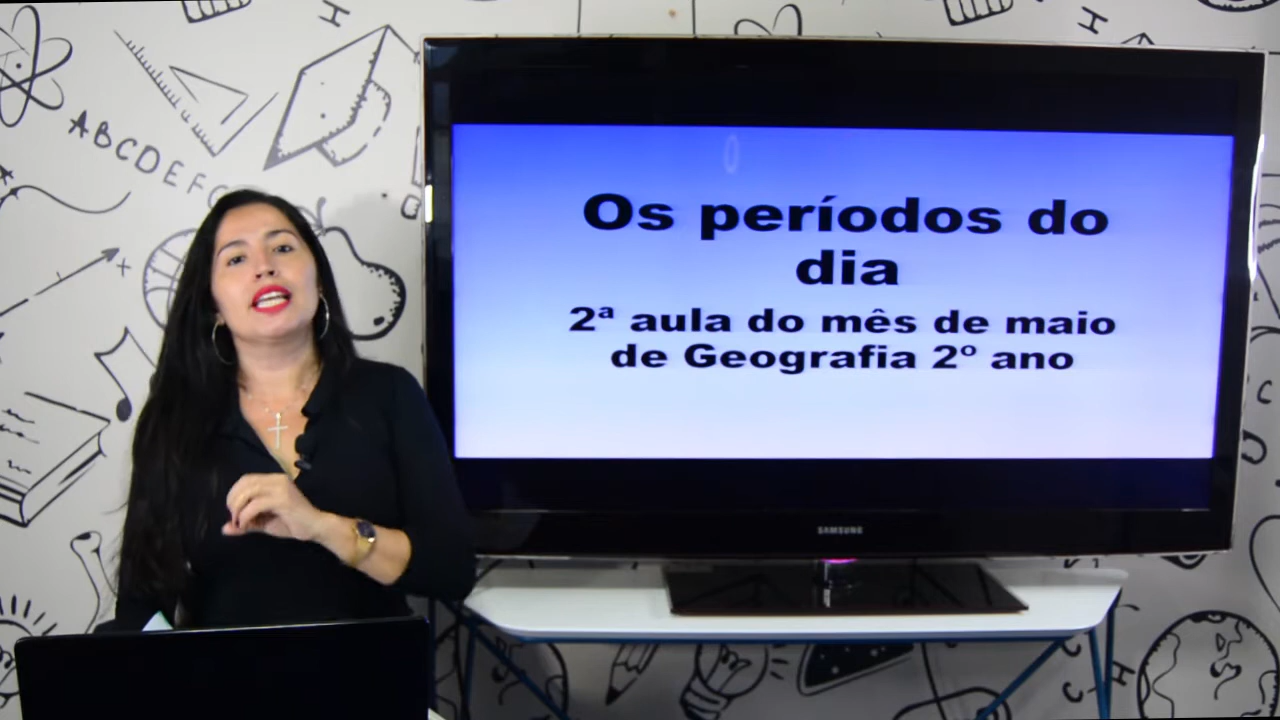 ABCDEFG
Os períodos do
dia
2ª aula do mês de maio
de Geografia 2º ano
SAMSUNG